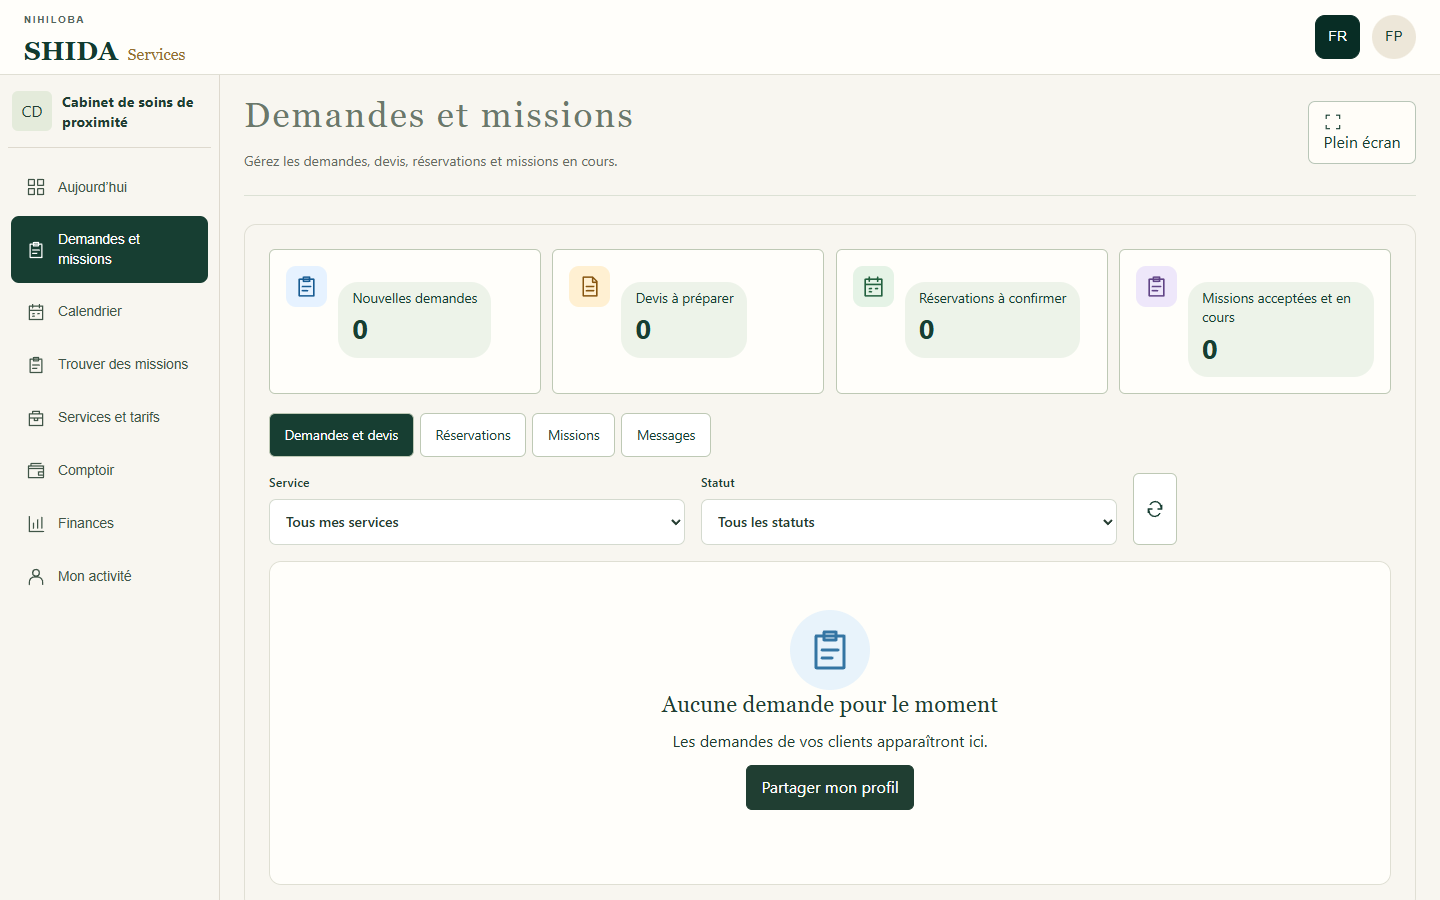 NIHILOBA
SHIDA Services
FR
FP
CD
Cabinet de soins de
proximité
Aujourd'hui
Demandes et
missions
Calendrier
Trouver des missions
Services et tarifs
Comptoir
Finances
Mon activité
Demandes et missions
Gérez les demandes, devis, réservations et missions en cours.
Plein écran
Nouvelles demandes
0
Devis à préparer
0
Réservations à confirmer
0
Missions acceptées et en
cours
0
Demandes et devis
Réservations
Missions
Messages
Service
Statut
Tous mes services
Tous les statuts
Aucune demande pour le moment
Les demandes de vos clients apparaîtront ici.
Partager mon profil